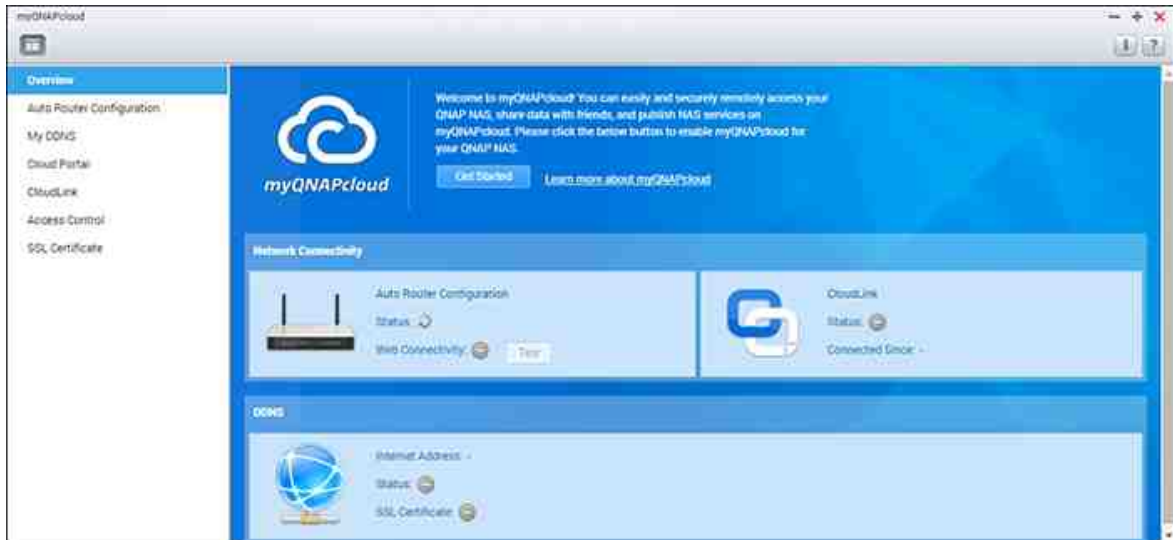 myQNAPcloud
Overview
Auto Router Configuration
My DDNS
Cloud Portal
CloudLink
Access Control
SSL Certificate
myQNAPcloud
Welcome to myQNAPcloud! You can easily and securely remotely access your
QNAP NAS, share data with friends, and publish NAS services on
myQNAPcloud. Please click the below button to enable myQNAPcloud for
your QNAP NAS.
Get Started
Learn more about myQNAPcloud
Network Connectivity
Auto Router Configuration
Status:
Web Connectivity:
Test
CloudLink
Status:
Connected Since: -
DDNS
Internet Address: -
Status:
SSL Certificate: